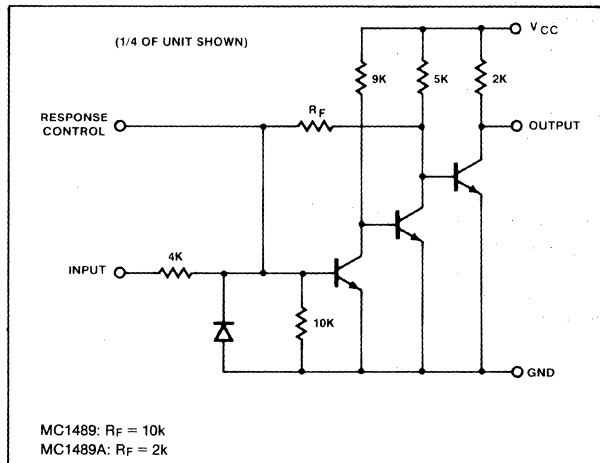 (1/4 OF UNIT SHOWN)
VCC
9K
5K
2K
RF
RESPONSE
CONTROL
OUTPUT
4K
INPUT
10K
GND
MC1489: RF = 10k
MC1489A: RF = 2k